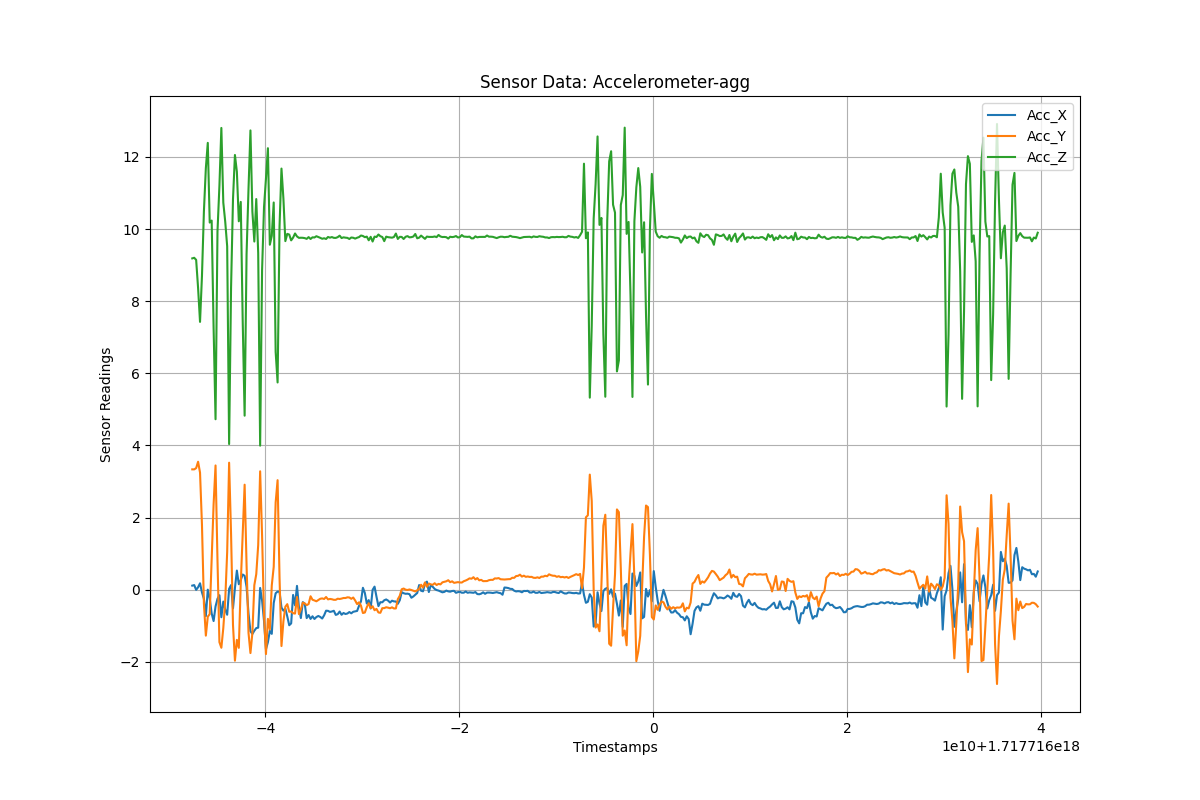 Sensor Data: Accelerometer-agg
Acc_X
Acc_Y
Acc_Z
12
10
8
6
4
2
0
−2
Sensor Readings
−4
−2
0
2
4
Timestamps
1e10+1.717716e18